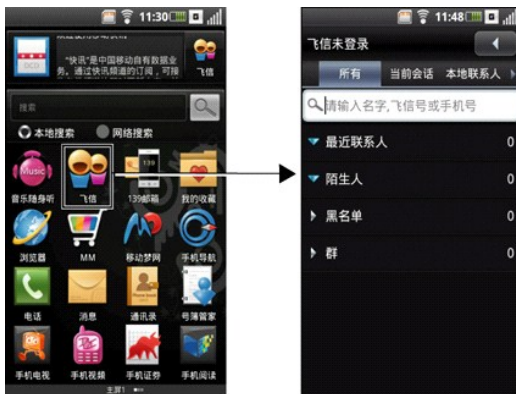 11:30
"快讯"是中国移动自有数据业
务。通过快讯频道的订阅，可接
OCD
飞信
搜索
本地搜索
网络搜索
Music
139
音乐随身听
飞信
139邮箱
我的收藏
浏览器
MM
移动梦网
手机导航
电话
消息
通讯录
号簿管家
手机电视
手机视频
手机证券
手机阅读
主屏1
11:48
飞信未登录
所有
当前会话
本地联系人
请输入名字,飞信号或手机号
最近联系人
0
陌生人
0
黑名单
0
群
0